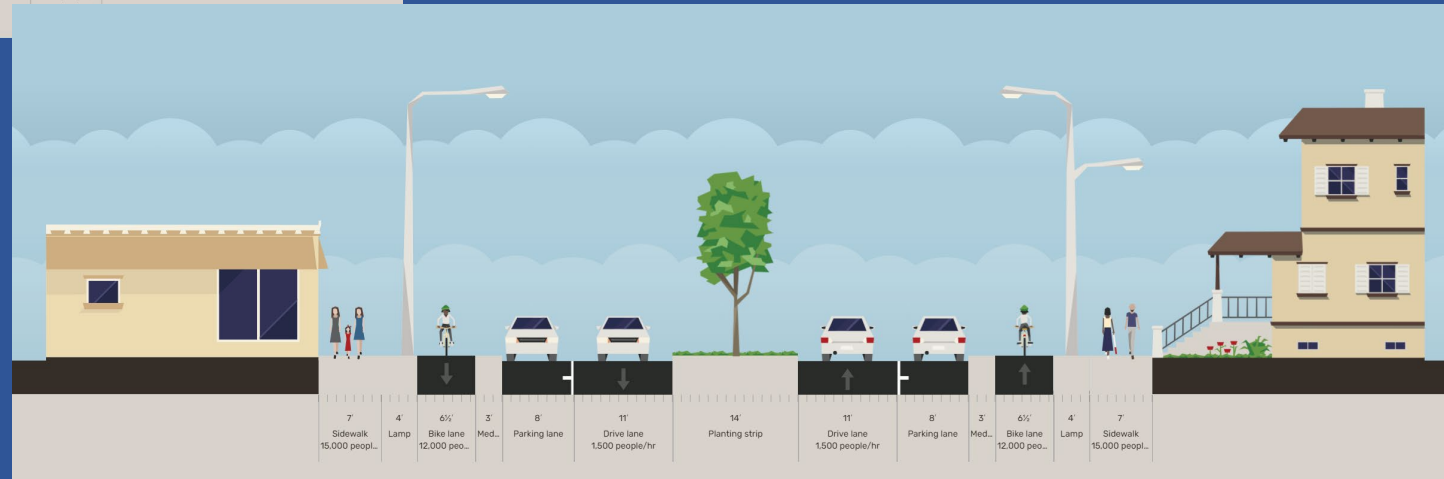 7'
Sidewalk
15,000 peopl...
4'
Lamp
6½'
Bike lane
12,000 peo...
3'
Med...
8'
Parking lane
11'
Drive lane
1,500 people/hr
14'
Planting strip
11'
Drive lane
1,500 people/hr
8'
Parking lane
3'
Med...
6½'
Bike lane
12,000 peo...
4'
Lamp
7'
Sidewalk
15,000 peopl...